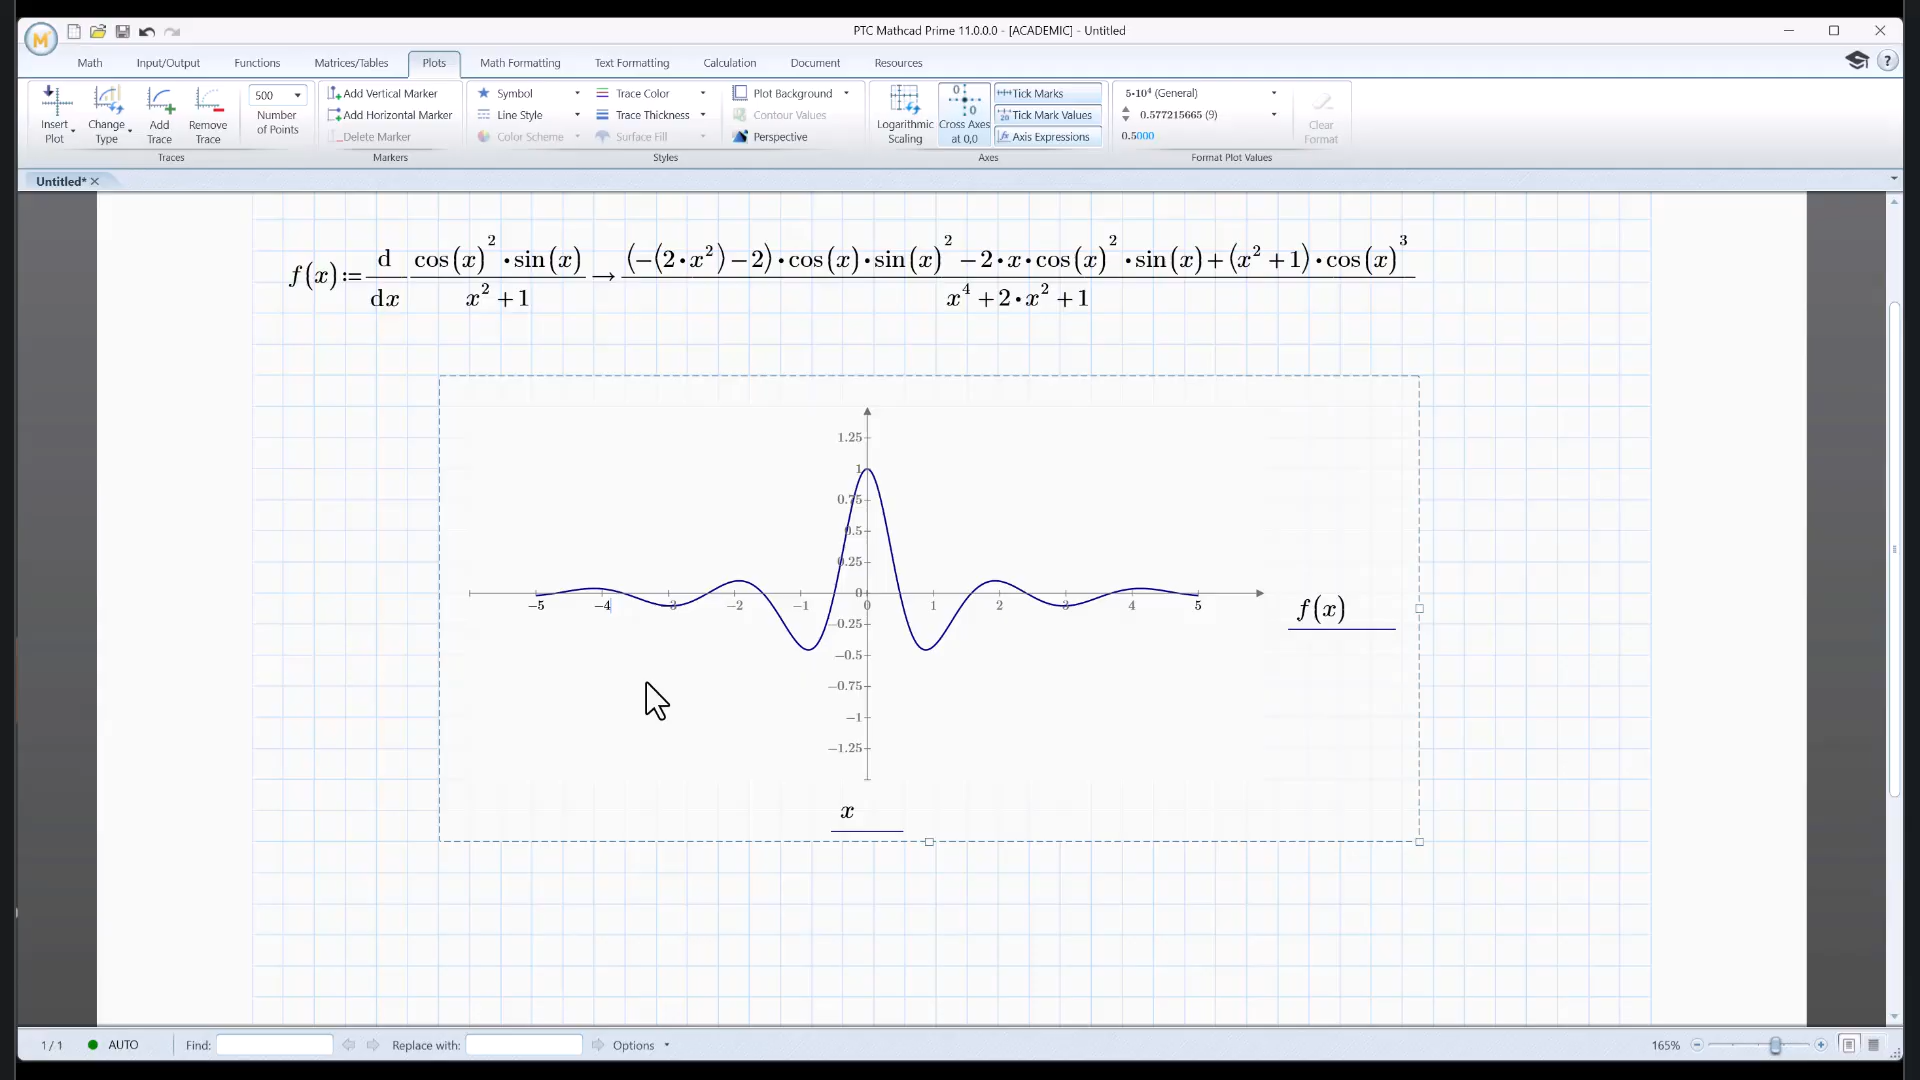 PTC Mathcad Prime 11.0.0.0 - [ACADEMIC] - Untitled
Math Input/Output Functions Matrices/Tables Plots Math Formatting Text Formatting Calculation Document Resources
Insert Plot
Change Type
Add Trace
Remove Trace
500
Number of Points
Traces
Add Vertical Marker
Add Horizontal Marker
Delete Marker
Markers
Symbol
Line Style
Color Scheme
Trace Color
Trace Thickness
Surface Fill
Plot Background
Contour Values
Perspective
Styles
Logarithmic Scaling
Cross Axes at 0,0
Tick Marks
Tick Mark Values
Axis Expressions
Axes
5•10⁴ (General)
0.577215665 (9)
0.5000
Clear Format
Format Plot Values
Untitled*
f(x):=d/dx cos(x)²•sin(x)/(x²+1)→((-(2•x²)-2)•cos(x)•sin(x)²-2•x•cos(x)²•sin(x)+(x²+1)•cos(x)³)/(x⁴+2•x²+1)
1.25
1
0.75
0.5
0.25
0
-5 -4 -3 -2 -1 0 1 2 3 4 5
-0.25
-0.5
-0.75
-1
-1.25
f(x)
x
1 / 1 AUTO Find: Replace with: Options 165%